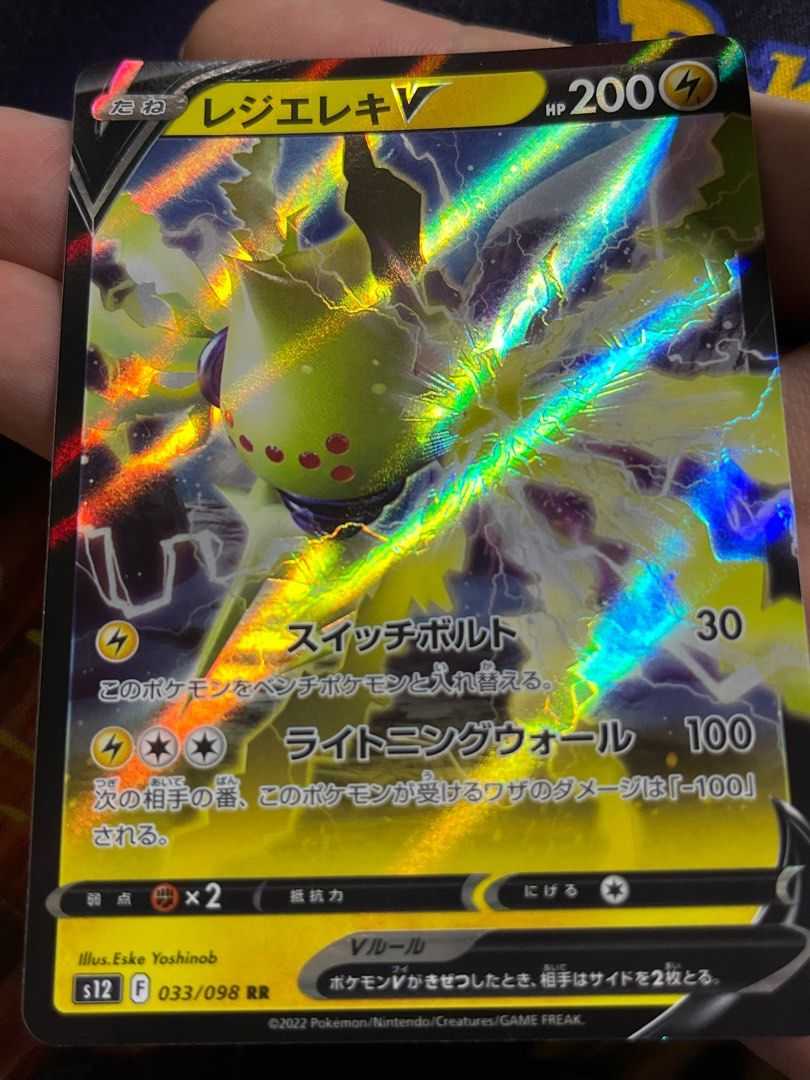 たね レジエレキV HP 200
スイッチボルト 30
このポケモンをベンチポケモンと入れ替える。
ライトニングウォール 100
次の相手の番、このポケモンが受けるワザのダメージは「-100」
される。
弱点 ×2 抵抗力 にげる
Illus.Eske Yoshinob
Vルール
ポケモンVがきぜつしたとき、相手はサイドを2枚とる。
s12 F 033/098 RR
©2022 Pokémon/Nintendo/Creatures/GAME FREAK.